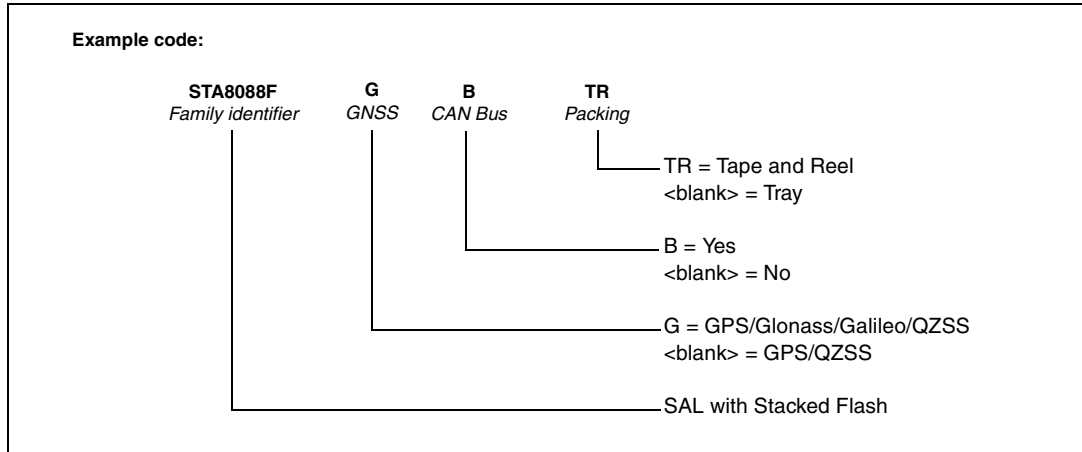 Example code:
STA8088F G B TR
Family identifier GNSS CAN Bus Packing
TR = Tape and Reel
<blank> = Tray
B = Yes
<blank> = No
G = GPS/Glonass/Galileo/QZSS
<blank> = GPS/QZSS
SAL with Stacked Flash